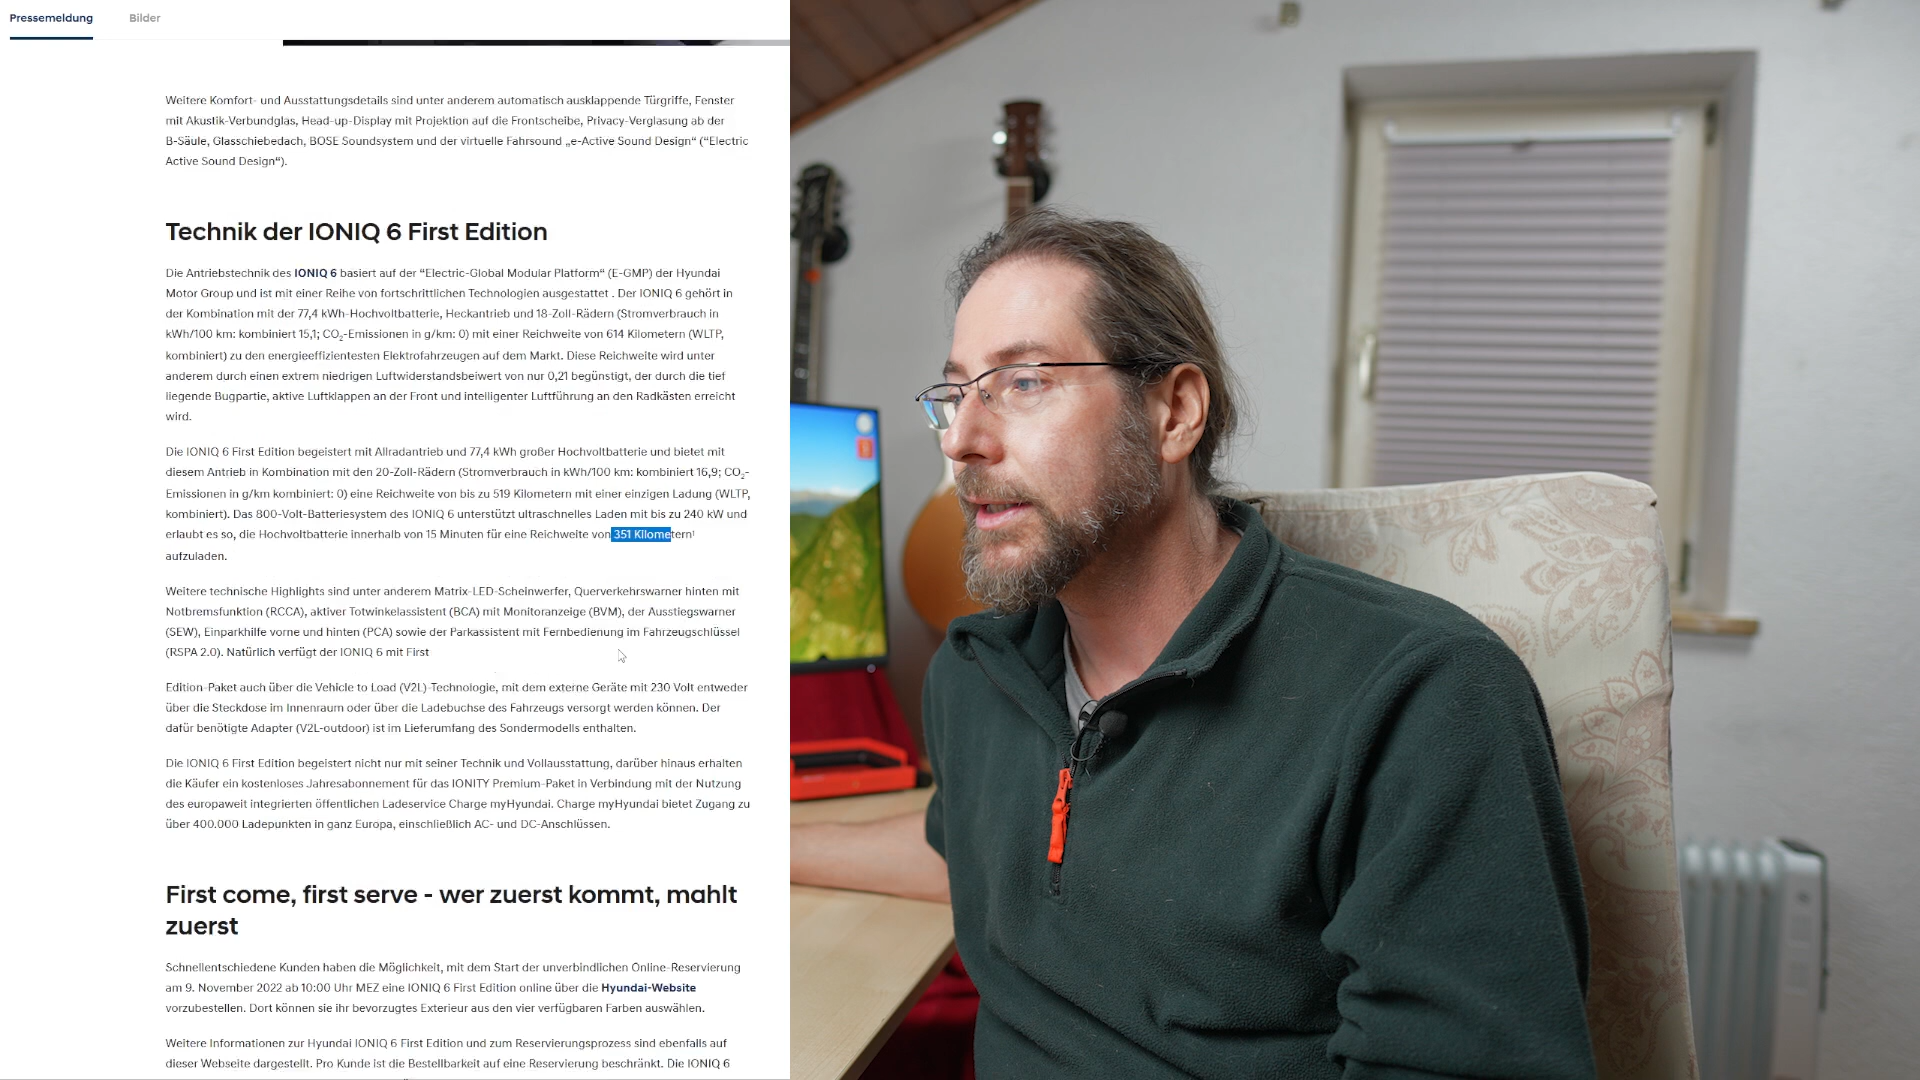 Pressemeldung Bilder
Weitere Komfort- und Ausstattungsdetails sind unter anderem automatisch ausklappende Türgriffe, Fenster
mit Akustik-Verbundglas, Head-up-Display mit Projektion auf die Frontscheibe, Privacy-Verglasung ab der
B-Säule, Glasschiebedach, BOSE Soundsystem und der virtuelle Fahrsound „e-Active Sound Design“ (“Electric
Active Sound Design“).
Technik der IONIQ 6 First Edition
Die Antriebstechnik des IONIQ 6 basiert auf der “Electric-Global Modular Platform“ (E-GMP) der Hyundai
Motor Group und ist mit einer Reihe von fortschrittlichen Technologien ausgestattet . Der IONIQ 6 gehört in
der Kombination mit der 77,4 kWh-Hochvoltbatterie, Heckantrieb und 18-Zoll-Rädern (Stromverbrauch in
kWh/100 km: kombiniert 15,1; CO₂-Emissionen in g/km: 0) mit einer Reichweite von 614 Kilometern (WLTP,
kombiniert) zu den energieeffizientesten Elektrofahrzeugen auf dem Markt. Diese Reichweite wird unter
anderem durch einen extrem niedrigen Luftwiderstandsbeiwert von nur 0,21 begünstigt, der durch die tief
liegende Bugpartie, aktive Luftklappen an der Front und intelligenter Luftführung an den Radkästen erreicht
wird.
Die IONIQ 6 First Edition begeistert mit Allradantrieb und 77,4 kWh großer Hochvoltbatterie und bietet mit
diesem Antrieb in Kombination mit den 20-Zoll-Rädern (Stromverbrauch in kWh/100 km: kombiniert 16,9; CO₂-
Emissionen in g/km kombiniert: 0) eine Reichweite von bis zu 519 Kilometern mit einer einzigen Ladung (WLTP,
kombiniert). Das 800-Volt-Batteriesystem des IONIQ 6 unterstützt ultraschnelles Laden mit bis zu 240 kW und
erlaubt es so, die Hochvoltbatterie innerhalb von 15 Minuten für eine Reichweite von 351 Kilometern¹
aufzuladen.
Weitere technische Highlights sind unter anderem Matrix-LED-Scheinwerfer, Querverkehrswarner hinten mit
Notbremsfunktion (RCCA), aktiver Totwinkelassistent (BCA) mit Monitoranzeige (BVM), der Ausstiegswarner
(SEW), Einparkhilfe vorne und hinten (PCA) sowie der Parkassistent mit Fernbedienung im Fahrzeugschlüssel
(RSPA 2.0). Natürlich verfügt der IONIQ 6 mit First
Edition-Paket auch über die Vehicle to Load (V2L)-Technologie, mit dem externe Geräte mit 230 Volt entweder
über die Steckdose im Innenraum oder über die Ladebuchse des Fahrzeugs versorgt werden können. Der
dafür benötigte Adapter (V2L-outdoor) ist im Lieferumfang des Sondermodells enthalten.
Die IONIQ 6 First Edition begeistert nicht nur mit seiner Technik und Vollausstattung, darüber hinaus erhalten
die Käufer ein kostenloses Jahresabonnement für das IONITY Premium-Paket in Verbindung mit der Nutzung
des europaweit integrierten öffentlichen Ladeservice Charge myHyundai. Charge myHyundai bietet Zugang zu
über 400.000 Ladepunkten in ganz Europa, einschließlich AC- und DC-Anschlüssen.
First come, first serve - wer zuerst kommt, mahlt
zuerst
Schnellentschiedene Kunden haben die Möglichkeit, mit dem Start der unverbindlichen Online-Reservierung
am 9. November 2022 ab 10:00 Uhr MEZ eine IONIQ 6 First Edition online über die Hyundai-Website
vorzubestellen. Dort können sie ihr bevorzugtes Exterieur aus den vier verfügbaren Farben auswählen.
Weitere Informationen zur Hyundai IONIQ 6 First Edition und zum Reservierungsprozess sind ebenfalls auf
dieser Webseite dargestellt. Pro Kunde ist die Bestellbarkeit auf eine Reservierung beschränkt. Die IONIQ 6